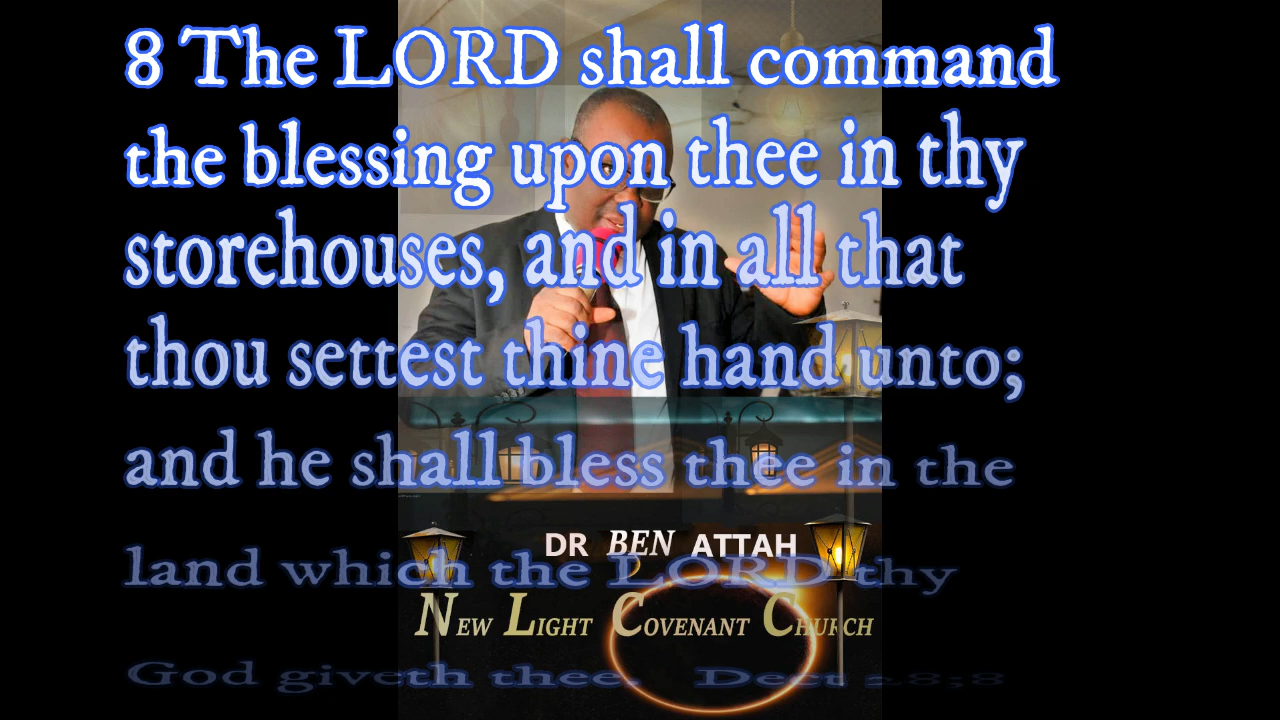 8 The LORD shall command
the blessing upon thee in thy
storehouses, and in all that
thou settest thine hand unto;
and he shall bless thee in the
DR BEN ATTAH
land which the LORD thy
NEW LIGHT COVENANT CHURCH
God giveth thee.